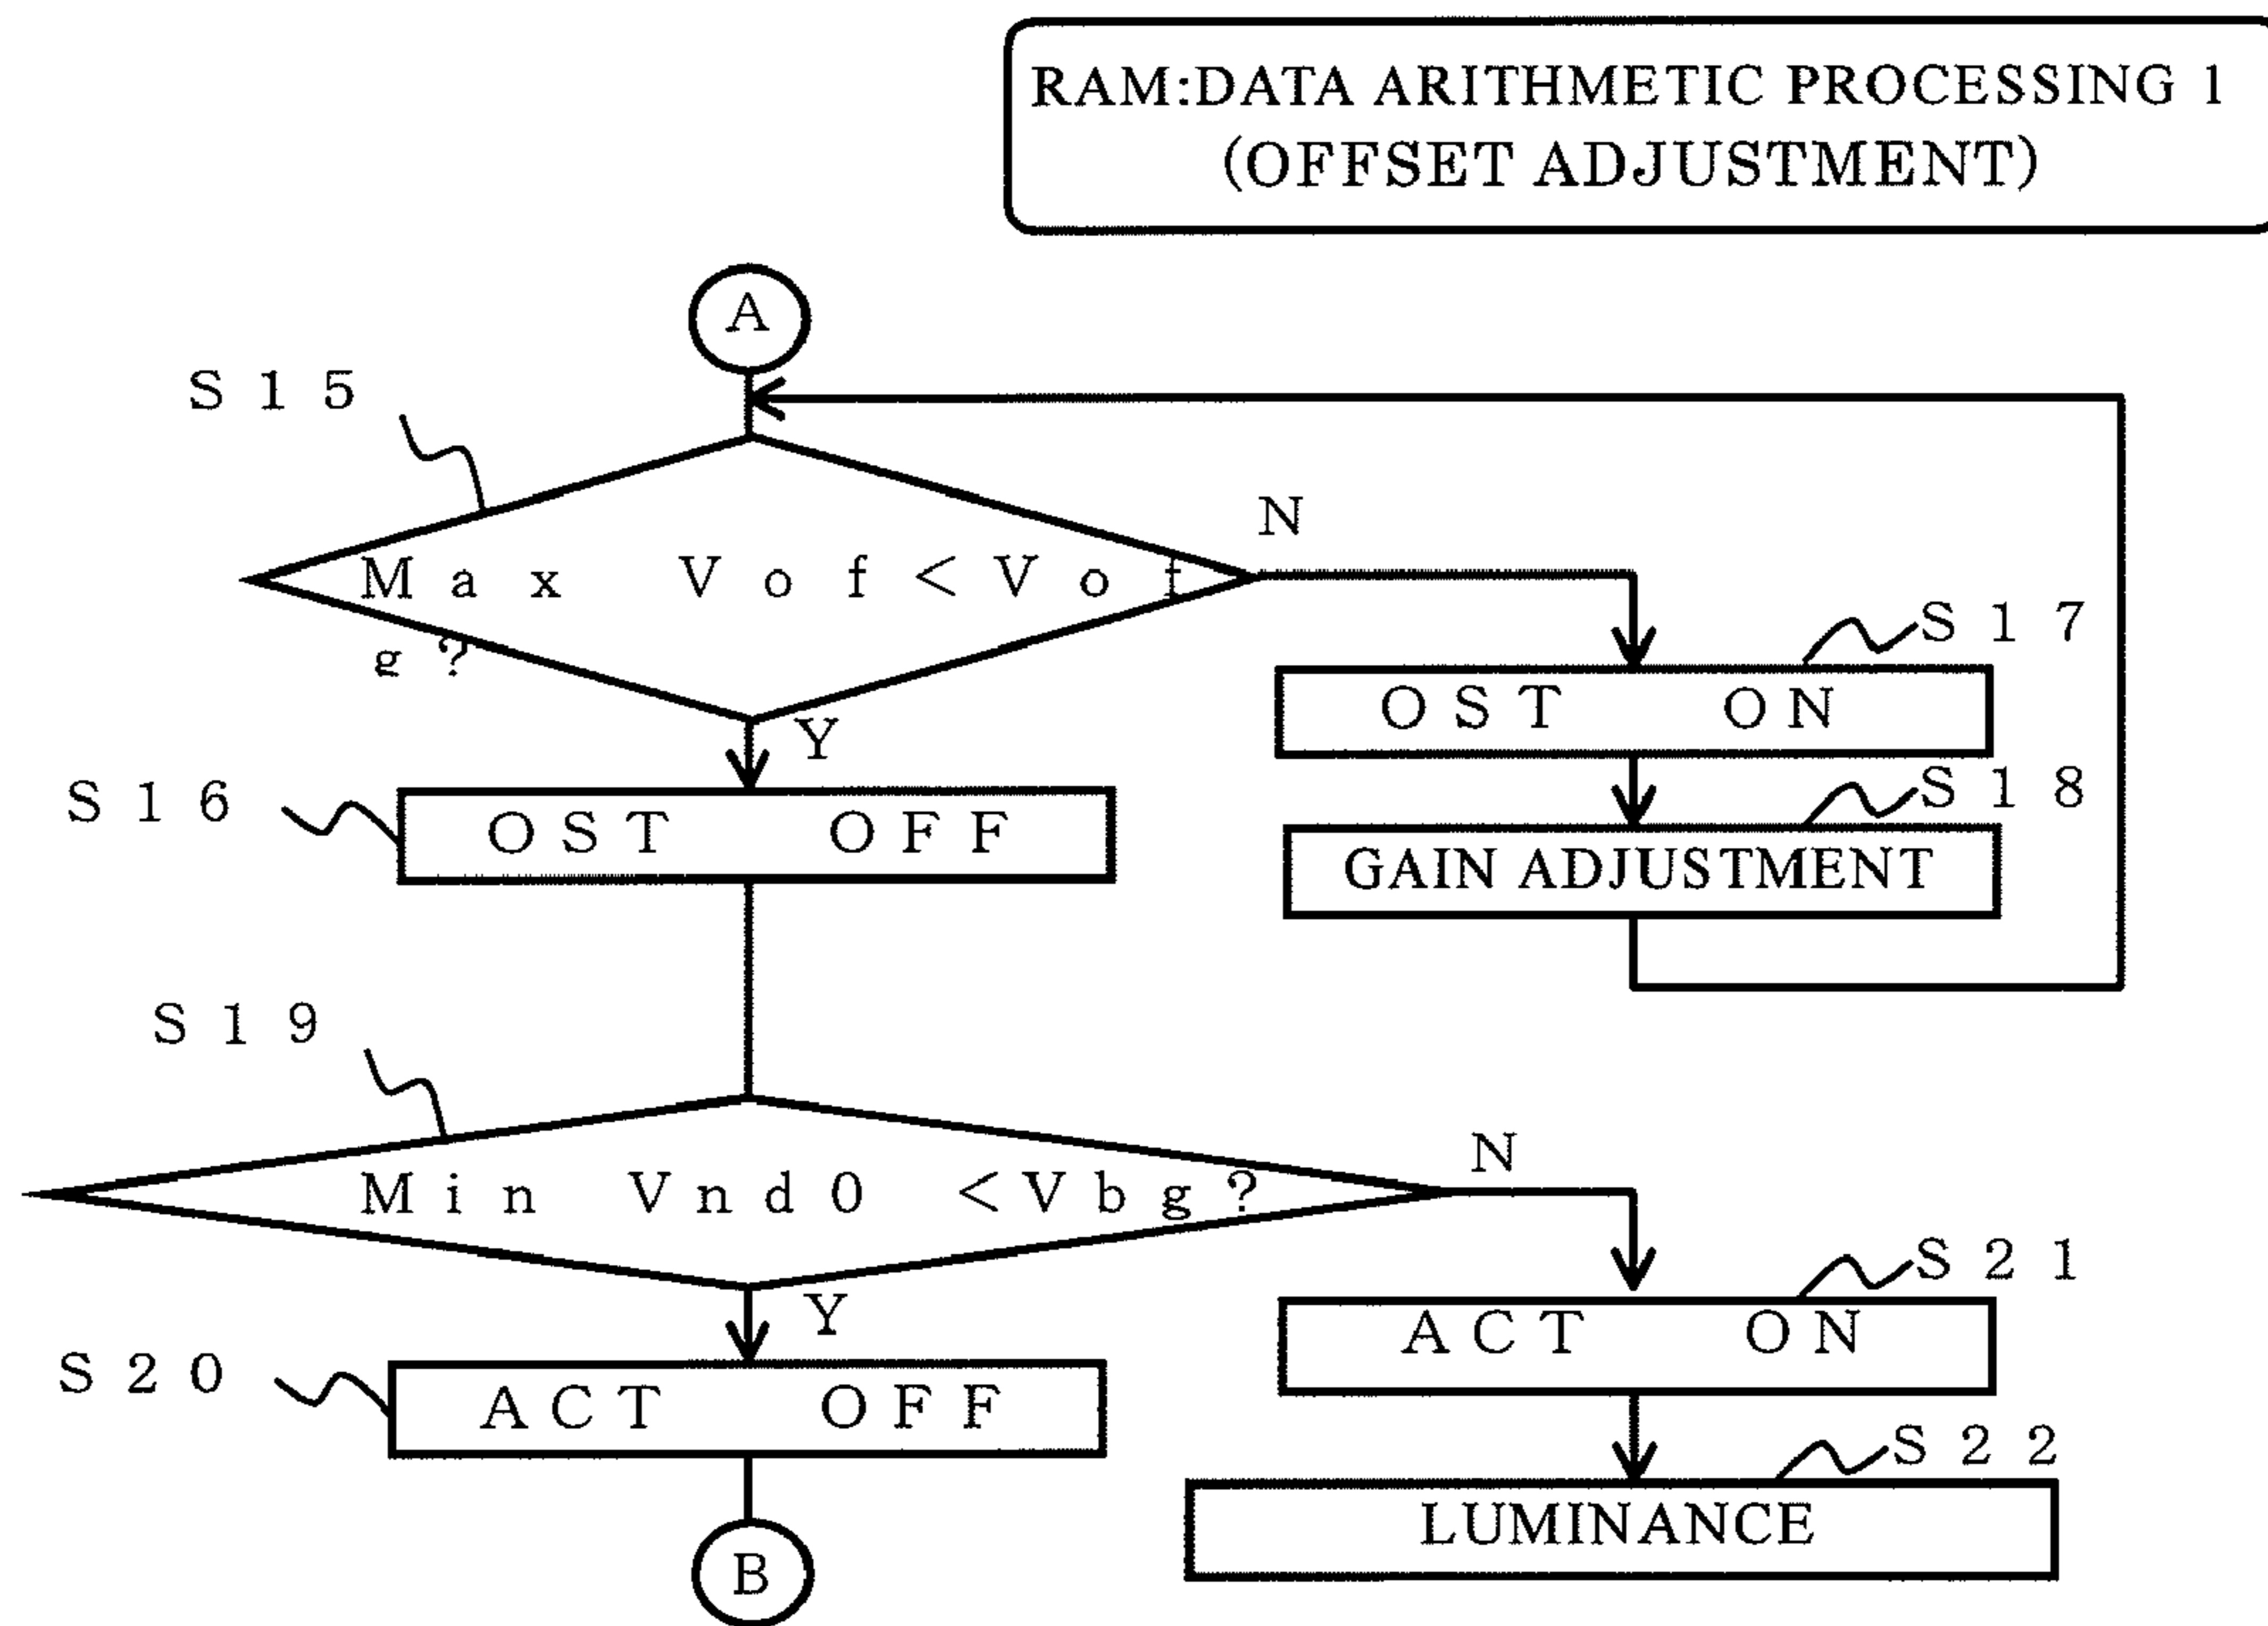 RAM:DATA ARITHMETIC PROCESSING 1
(OFFSET ADJUSTMENT)
A
S15
Max Vof<Vof
g?
N
Y
S17
OST ON
S16
OST OFF
S18
GAIN ADJUSTMENT
S19
Min Vnd0 <Vbg?
N
Y
S21
ACT ON
S20
ACT OFF
S22
LUMINANCE
B